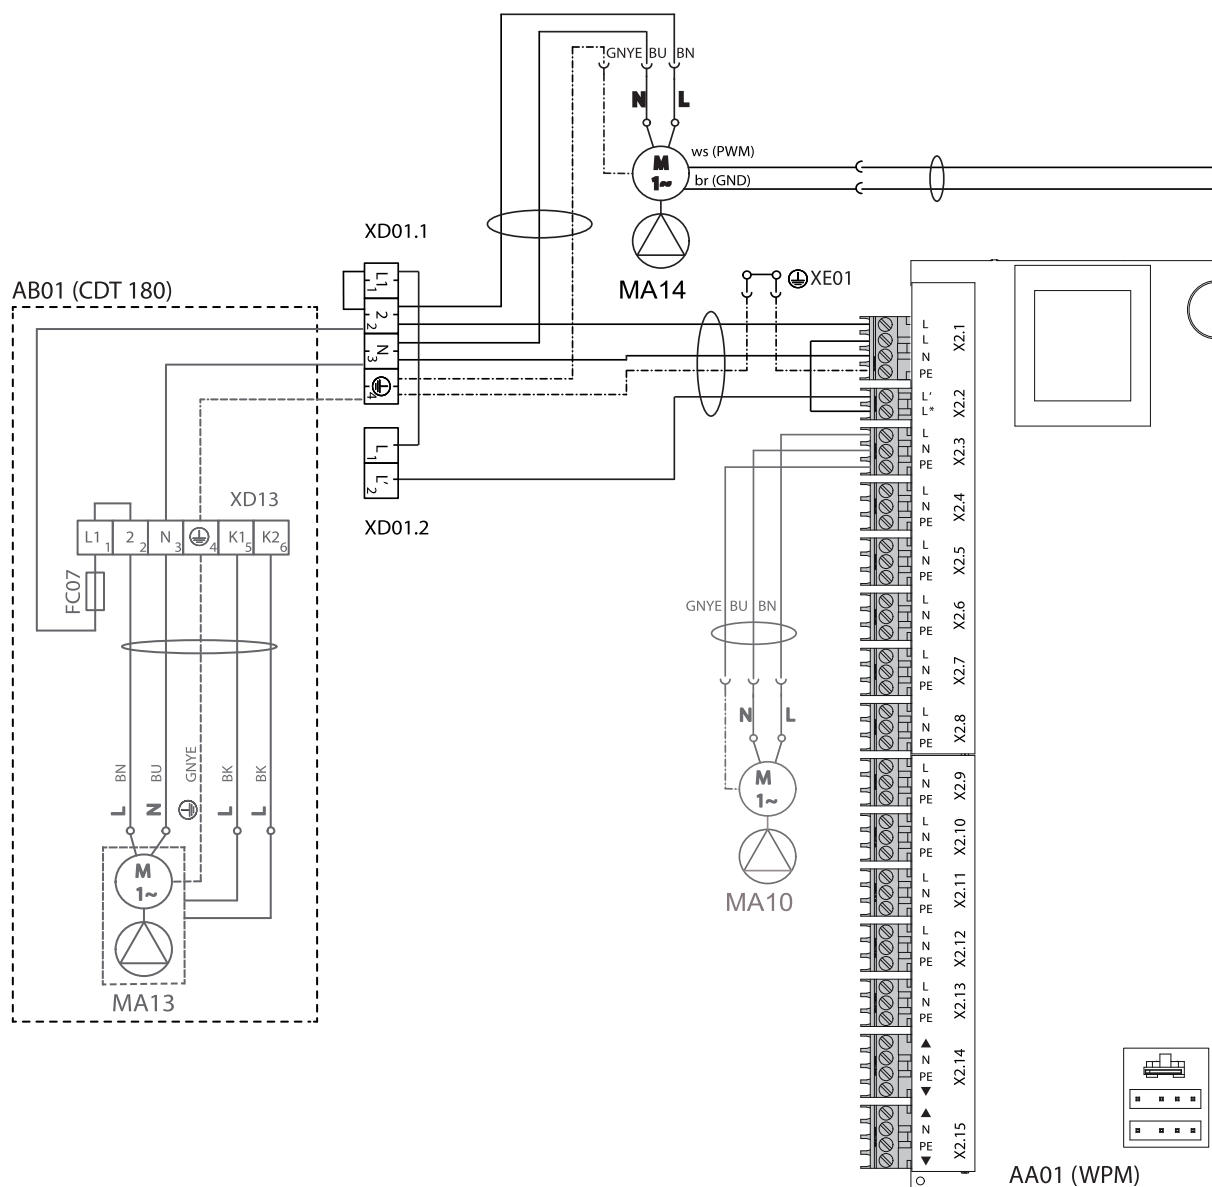 GNYE BU BN
N L
ws (PWM)
M
1~
br (GND)
XD01.1
MA14
XE01
AB01 (CDT 180)
L1 1
2 2
N 3
4
L 1
L' 2
XD01.2
XD13
L1 1 2 2 N 3 4 K1 5 K2 6
FC07
BN BU GNYE BK BK
L N L L
M
1~
MA13
GNYE BU BN
N L
M
1~
MA10
L
L
N
PE
X2.1
L'
L*
X2.2
L
N
PE
X2.3
L
N
PE
X2.4
L
N
PE
X2.5
L
N
PE
X2.6
L
N
PE
X2.7
L
N
PE
X2.8
L
N
PE
X2.9
L
N
PE
X2.10
L
N
PE
X2.11
L
N
PE
X2.12
L
N
PE
X2.13
▲
N
PE
▼
X2.14
▲
N
PE
▼
X2.15
AA01 (WPM)